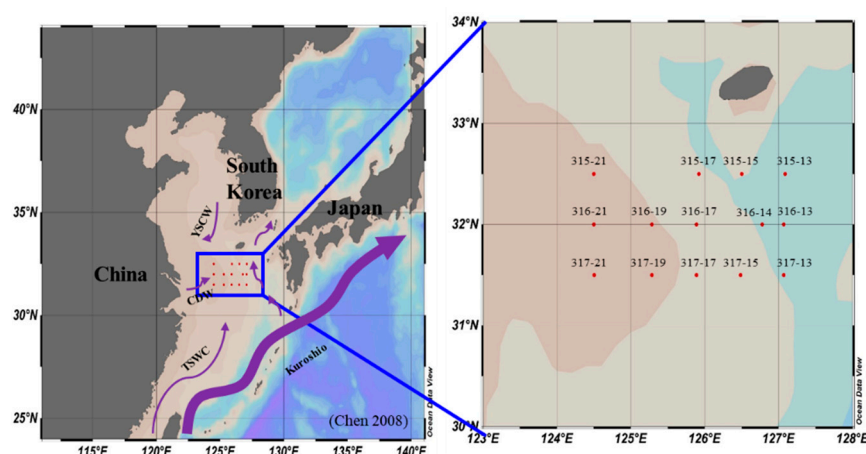 40°N
35°N
30°N
25°N
115°E
120°E
125°E
130°E
135°E
140°E
South
Korea
Japan
China
YSCW
CDW
TSWC
Kuroshio
(Chen 2008)
Ocean Data View
34°N
33°N
32°N
31°N
30°N
123°E
124°E
125°E
126°E
127°E
128°E
315-21
315-17
315-15
315-13
316-21
316-19
316-17
316-14
316-13
317-21
317-19
317-17
317-15
317-13
Ocean Data View